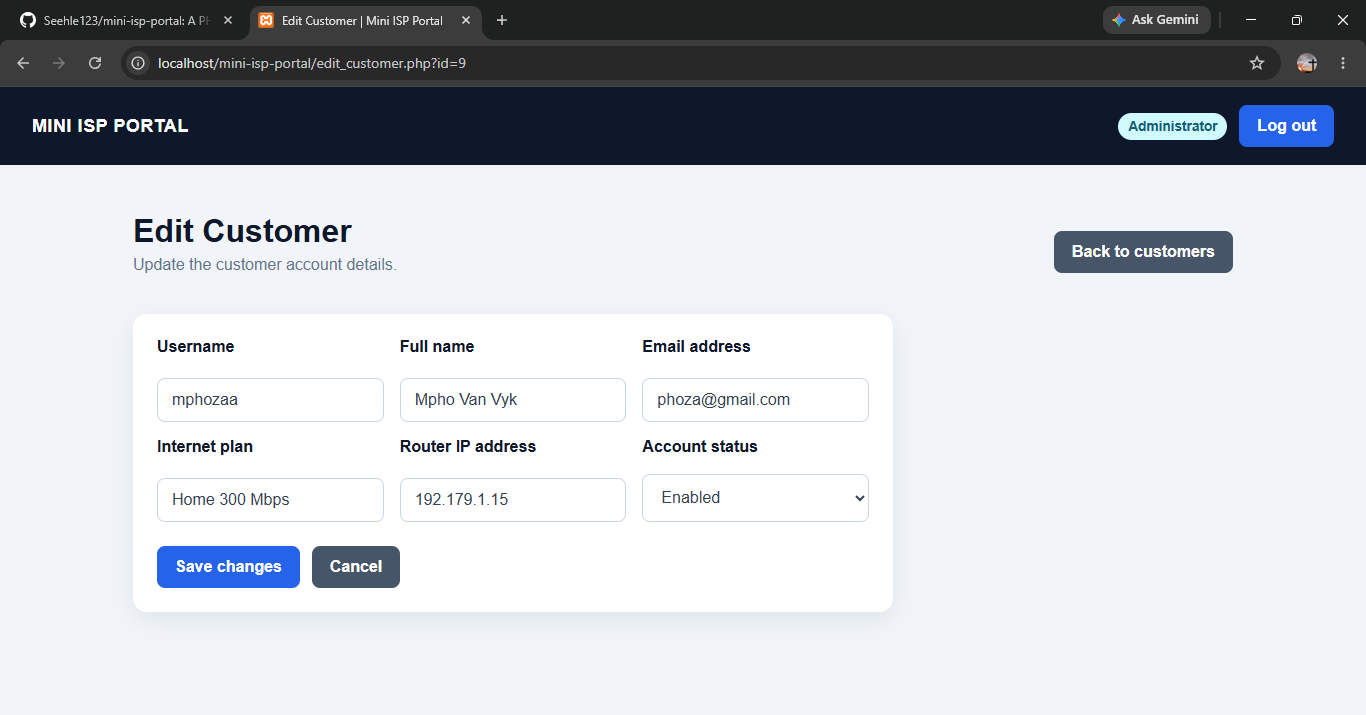 Seehle123/mini-isp-portal: A PH
Edit Customer | Mini ISP Portal
Ask Gemini
localhost/mini-isp-portal/edit_customer.php?id=9
MINI ISP PORTAL
Administrator
Log out
Edit Customer
Update the customer account details.
Back to customers
Username Full name Email address
mphozaa Mpho Van Vyk phoza@gmail.com
Internet plan Router IP address Account status
Home 300 Mbps 192.179.1.15 Enabled
Save changes Cancel